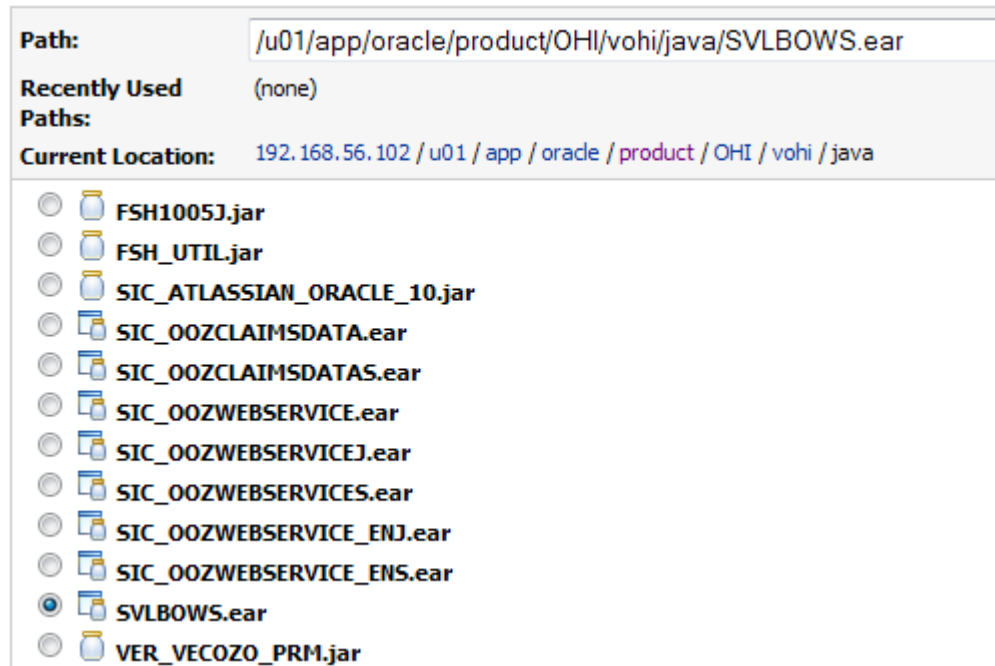 Path: /u01/app/oracle/product/OHI/vohi/java/SVLBOWS.ear
Recently Used Paths: (none)
Current Location: 192.168.56.102 / u01 / app / oracle / product / OHI / vohi / java
FSH1005J.jar
FSH_UTIL.jar
SIC_ATLASSIAN_ORACLE_10.jar
SIC_OOZCLAIMSDATA.ear
SIC_OOZCLAIMSDATAS.ear
SIC_OOZWEBSERVICE.ear
SIC_OOZWEBSERVICEJ.ear
SIC_OOZWEBSERVICES.ear
SIC_OOZWEBSERVICE_ENJ.ear
SIC_OOZWEBSERVICE_ENS.ear
SVLBOWS.ear
VER_VECOZO_PRM.jar